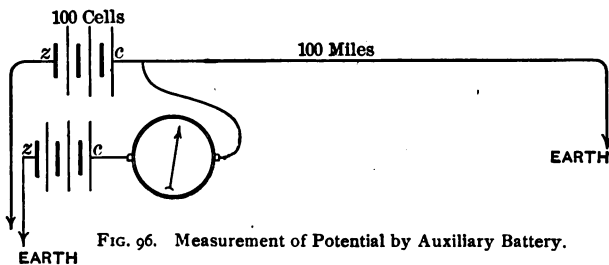 100 Cells
z c
100 Miles
z c
EARTH
EARTH
FIG. 96. Measurement of Potential by Auxiliary Battery.